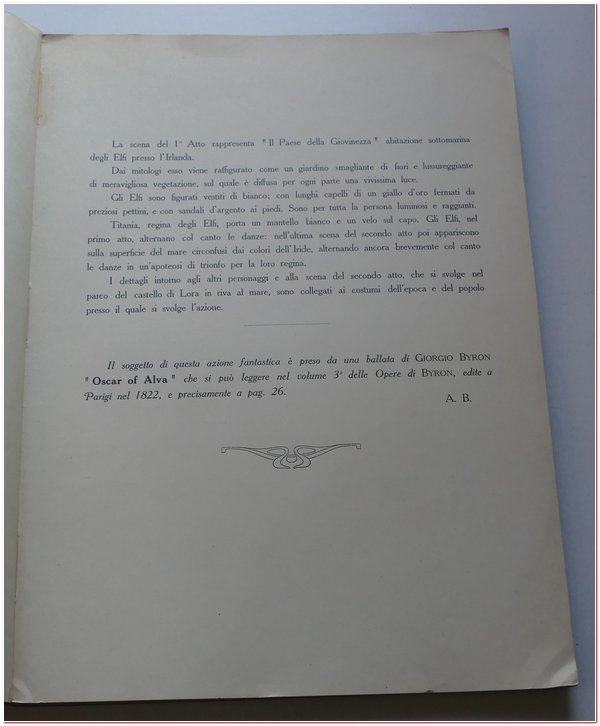 La scena del 1º Atto rappresenta " Il Paese della Giovinezza " abitazione sottomarina
degli Elfi presso l'Irlanda.
Dai mitologi esso viene raffigurato come un giardino smagliante di fiori e lussureggiante
di meravigliosa vegetazione, sul quale è diffusa per ogni parte una vivissima luce.
Gli Elfi sono figurati vestiti di bianco; con lunghi capelli di un giallo d'oro fermati da
preziosi pettini, e con sandali d'argento ai piedi. Sono per tutta la persona luminosi e raggianti.
Titania, regina degli Elfi, porta un mantello bianco e un velo sul capo. Gli Elfi, nel
primo atto, alternano col canto le danze: nell'ultima scena del secondo atto poi appariscono
sulla superficie del mare circonfusi dai colori dell'Iride, alternando ancora brevemente col canto
le danze in un'apoteosi di trionfo per la loro regina.
I dettagli intorno agli altri personaggi e alla scena del secondo atto, che si svolge nel
parco del castello di Lora in riva al mare, sono collegati ai costumi dell'epoca e del popolo
presso il quale si svolge l'azione.
Il soggetto di questa azione fantastica è preso da una ballata di GIORGIO BYRON
" Oscar of Alva " che si può leggere nel volume 3º delle Opere di BYRON, edite a
Parigi nel 1822, e precisamente a pag. 26.
A. B.